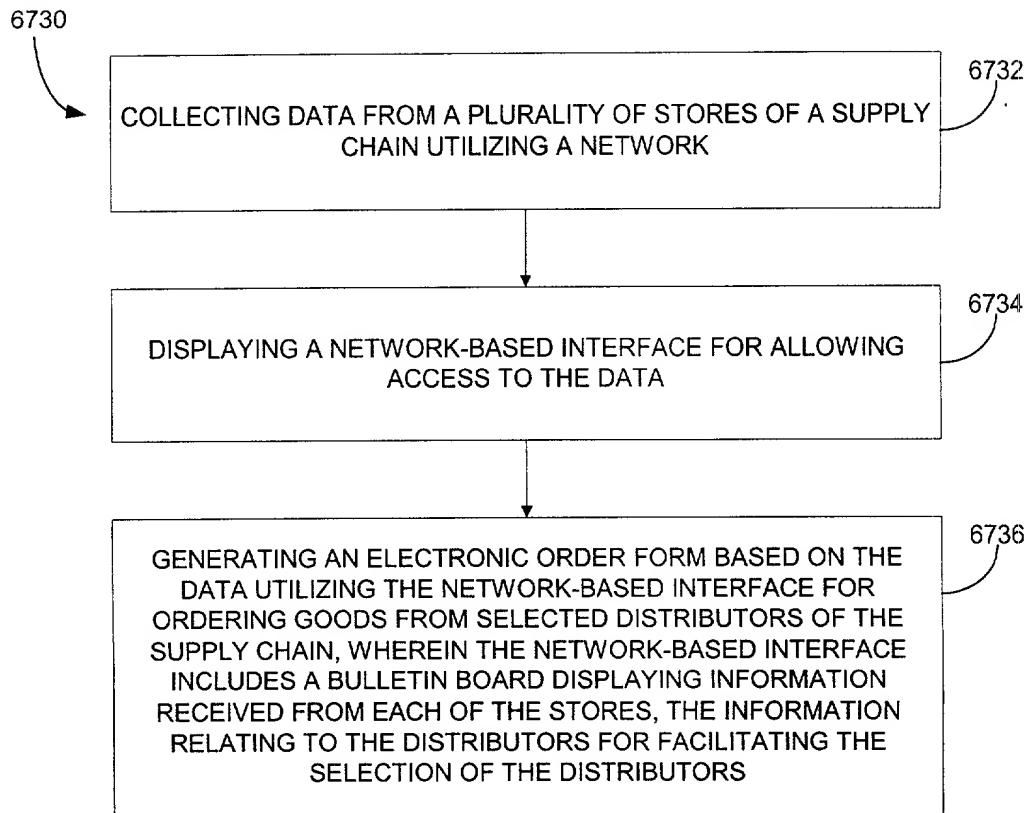 6730
6732
COLLECTING DATA FROM A PLURALITY OF STORES OF A SUPPLY
CHAIN UTILIZING A NETWORK
6734
DISPLAYING A NETWORK-BASED INTERFACE FOR ALLOWING
ACCESS TO THE DATA
6736
GENERATING AN ELECTRONIC ORDER FORM BASED ON THE
DATA UTILIZING THE NETWORK-BASED INTERFACE FOR
ORDERING GOODS FROM SELECTED DISTRIBUTORS OF THE
SUPPLY CHAIN, WHEREIN THE NETWORK-BASED INTERFACE
INCLUDES A BULLETIN BOARD DISPLAYING INFORMATION
RECEIVED FROM EACH OF THE STORES, THE INFORMATION
RELATING TO THE DISTRIBUTORS FOR FACILITATING THE
SELECTION OF THE DISTRIBUTORS